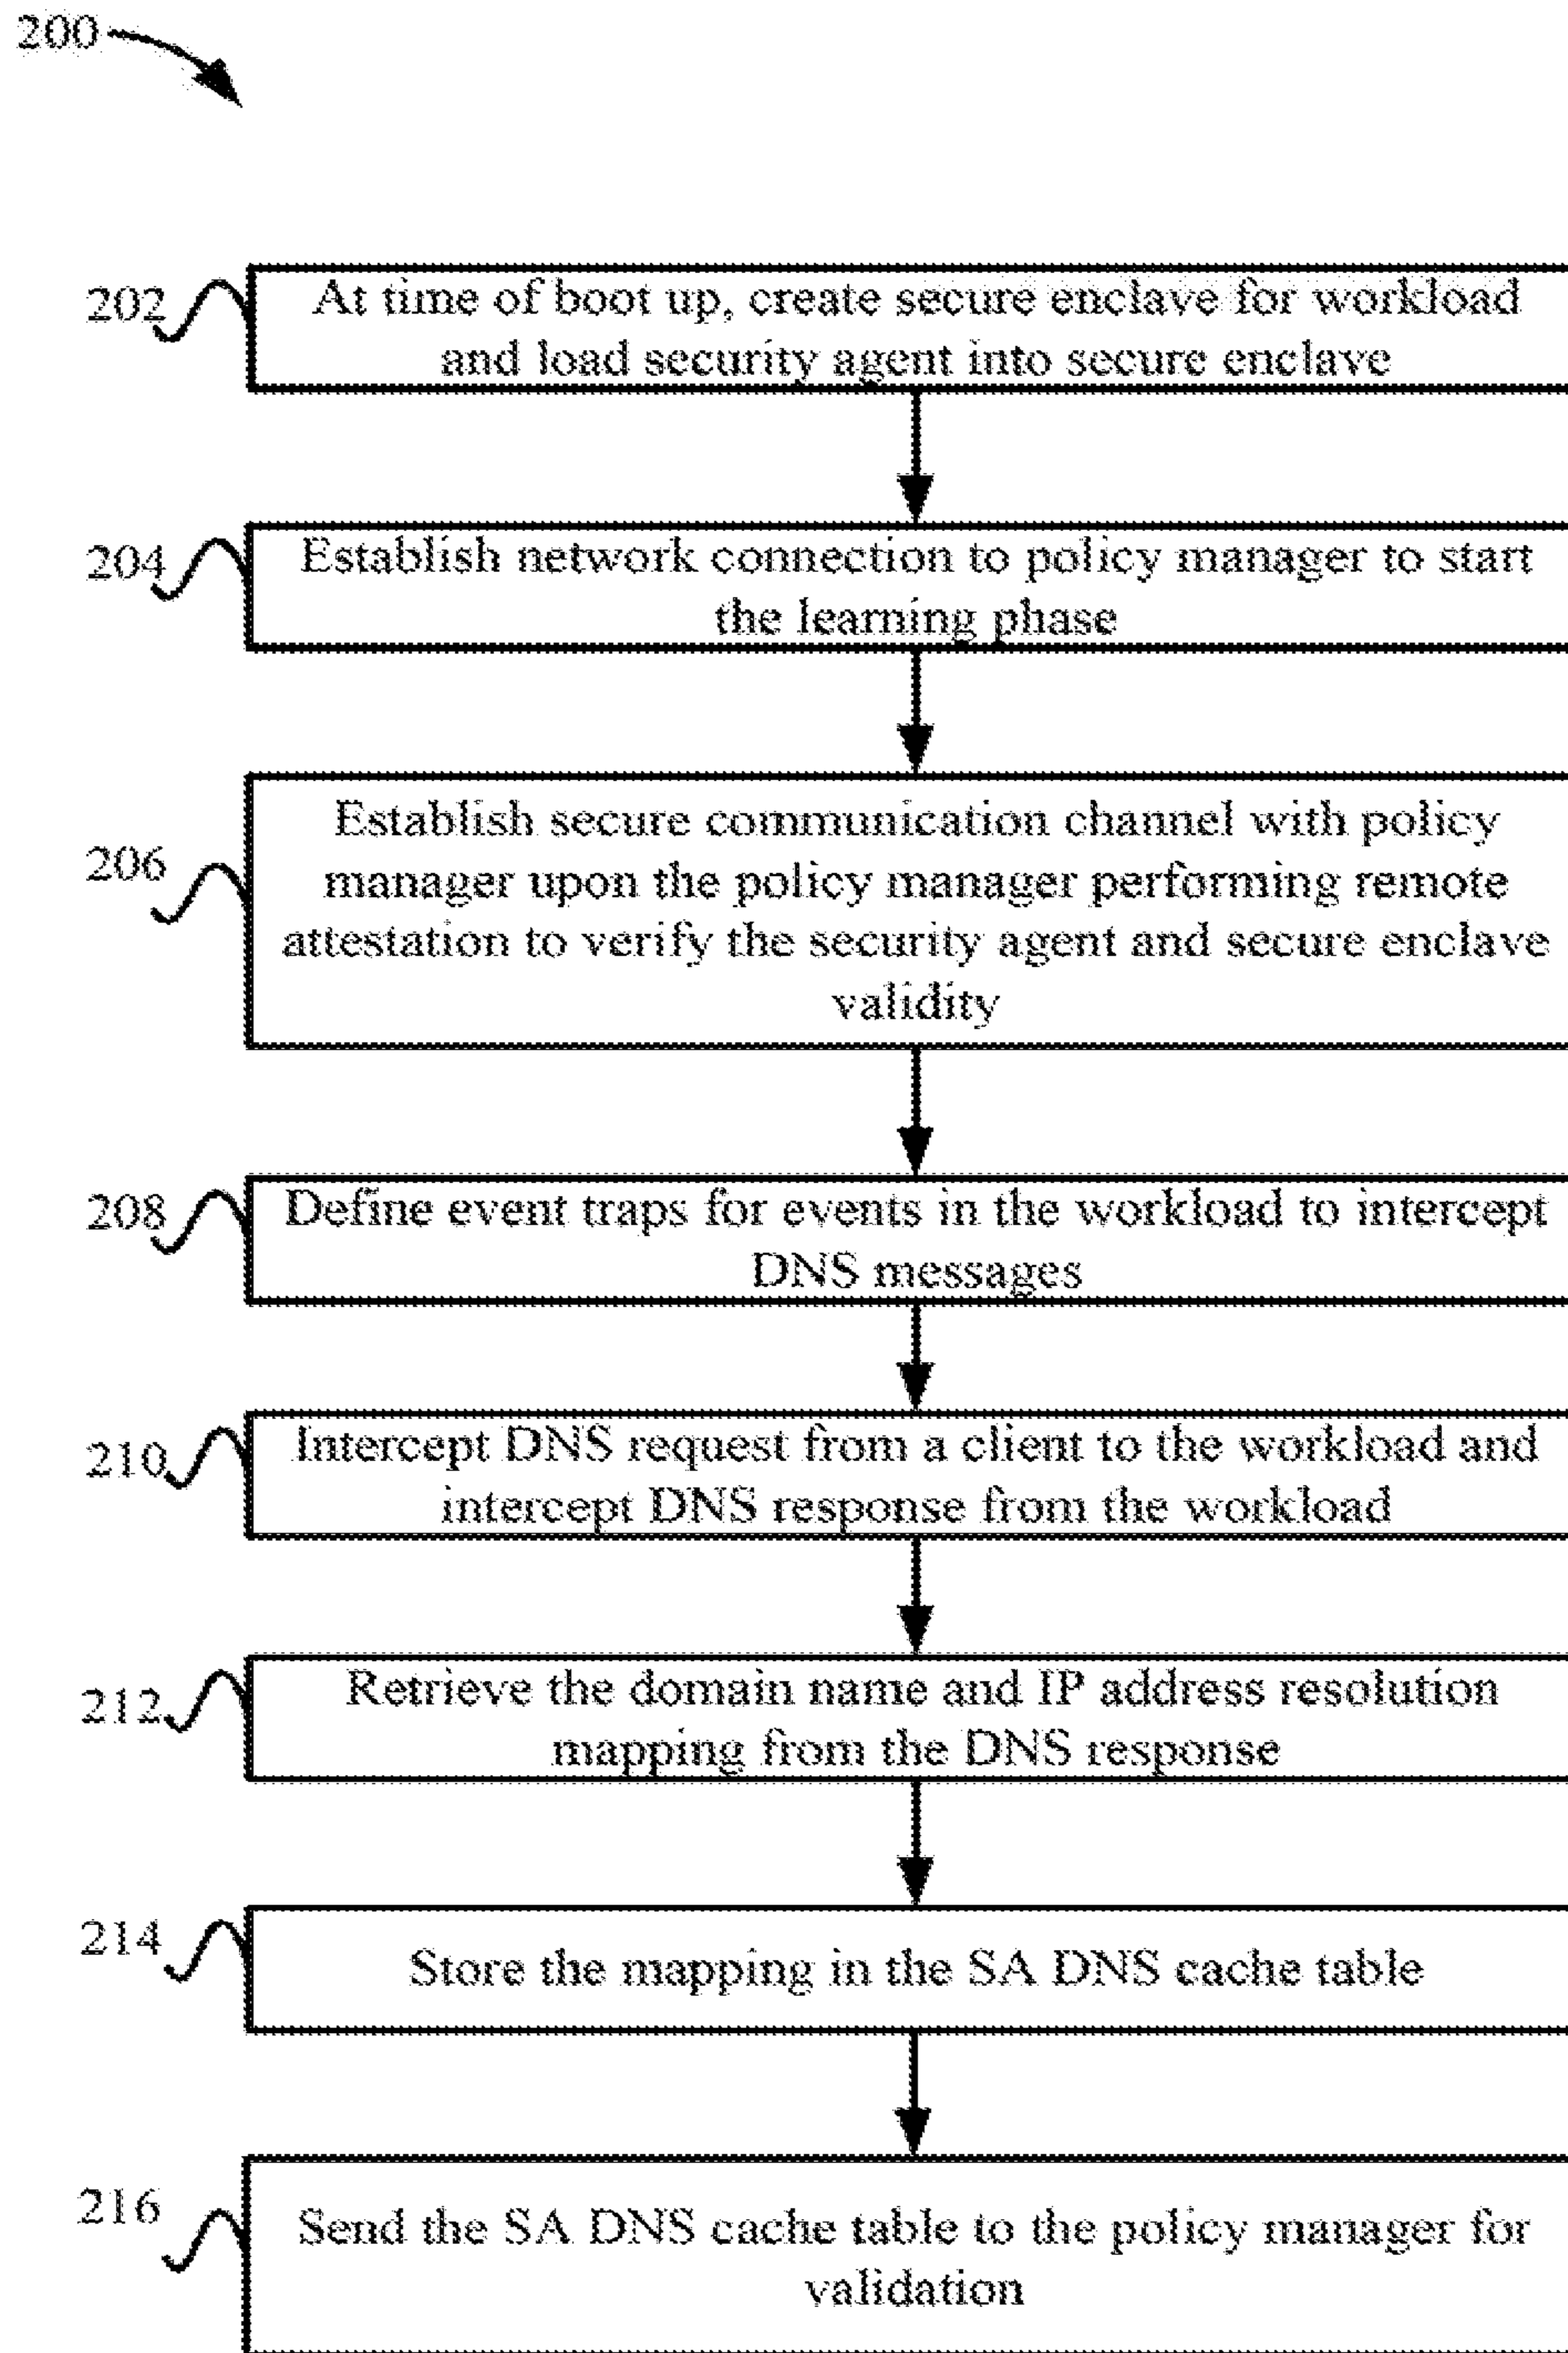 200
202
At time of boot up, create secure enclave for workload
and load security agent into secure enclave
204
Establish network connection to policy manager to start
the learning phase
206
Establish secure communication channel with policy
manager upon the policy manager performing remote
attestation to verify the security agent and secure enclave
validity
208
Define event traps for events in the workload to intercept
DNS messages
210
Intercept DNS request from a client to the workload and
intercept DNS response from the workload
212
Retrieve the domain name and IP address resolution
mapping from the DNS response
214
Store the mapping in the SA DNS cache table
216
Send the SA DNS cache table to the policy manager for
validation